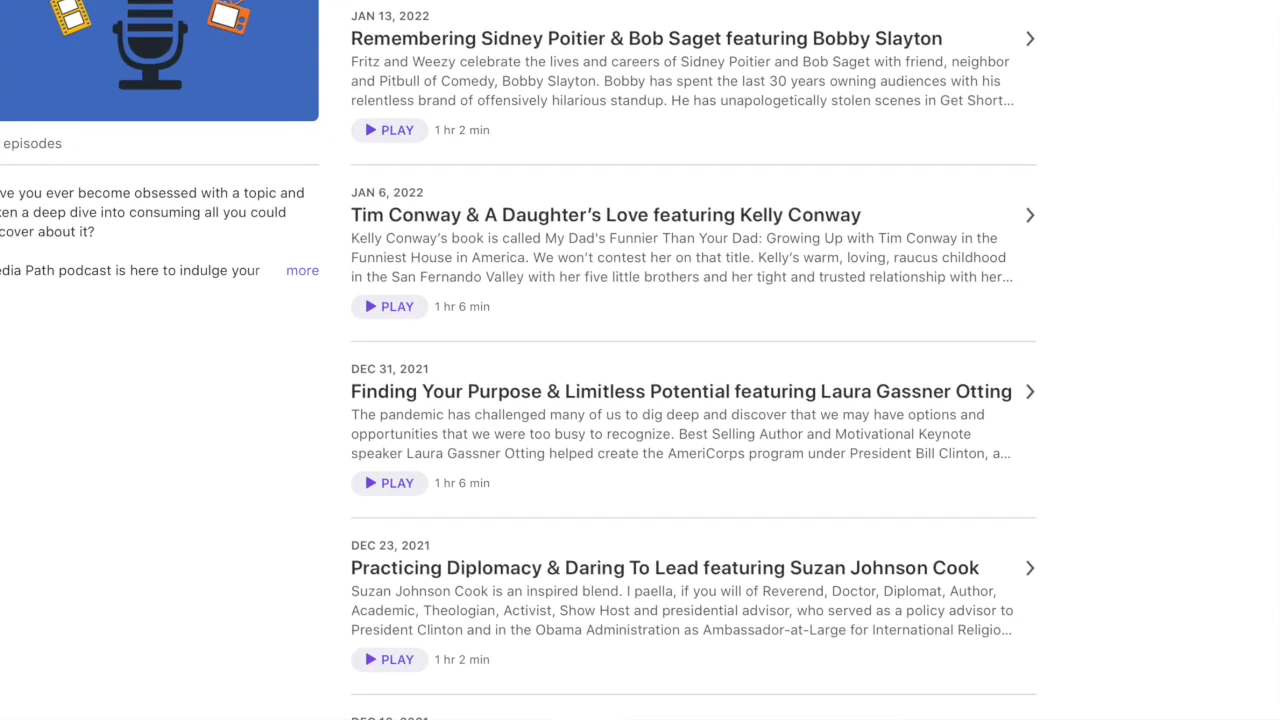 episodes
ve you ever become obsessed with a topic and
ken a deep dive into consuming all you could
cover about it?
edia Path podcast is here to indulge your more
JAN 13, 2022
Remembering Sidney Poitier & Bob Saget featuring Bobby Slayton
Fritz and Weezy celebrate the lives and careers of Sidney Poitier and Bob Saget with friend, neighbor
and Pitbull of Comedy, Bobby Slayton. Bobby has spent the last 30 years owning audiences with his
relentless brand of offensively hilarious standup. He has unapologetically stolen scenes in Get Short...
PLAY 1 hr 2 min
JAN 6, 2022
Tim Conway & A Daughter’s Love featuring Kelly Conway
Kelly Conway’s book is called My Dad's Funnier Than Your Dad: Growing Up with Tim Conway in the
Funniest House in America. We won’t contest her on that title. Kelly’s warm, loving, raucus childhood
in the San Fernando Valley with her five little brothers and her tight and trusted relationship with her...
PLAY 1 hr 6 min
DEC 31, 2021
Finding Your Purpose & Limitless Potential featuring Laura Gassner Otting
The pandemic has challenged many of us to dig deep and discover that we may have options and
opportunities that we were too busy to recognize. Best Selling Author and Motivational Keynote
speaker Laura Gassner Otting helped create the AmeriCorps program under President Bill Clinton, a...
PLAY 1 hr 6 min
DEC 23, 2021
Practicing Diplomacy & Daring To Lead featuring Suzan Johnson Cook
Suzan Johnson Cook is an inspired blend. I paella, if you will of Reverend, Doctor, Diplomat, Author,
Academic, Theologian, Activist, Show Host and presidential advisor, who served as a policy advisor to
President Clinton and in the Obama Administration as Ambassador-at-Large for International Religio...
PLAY 1 hr 2 min